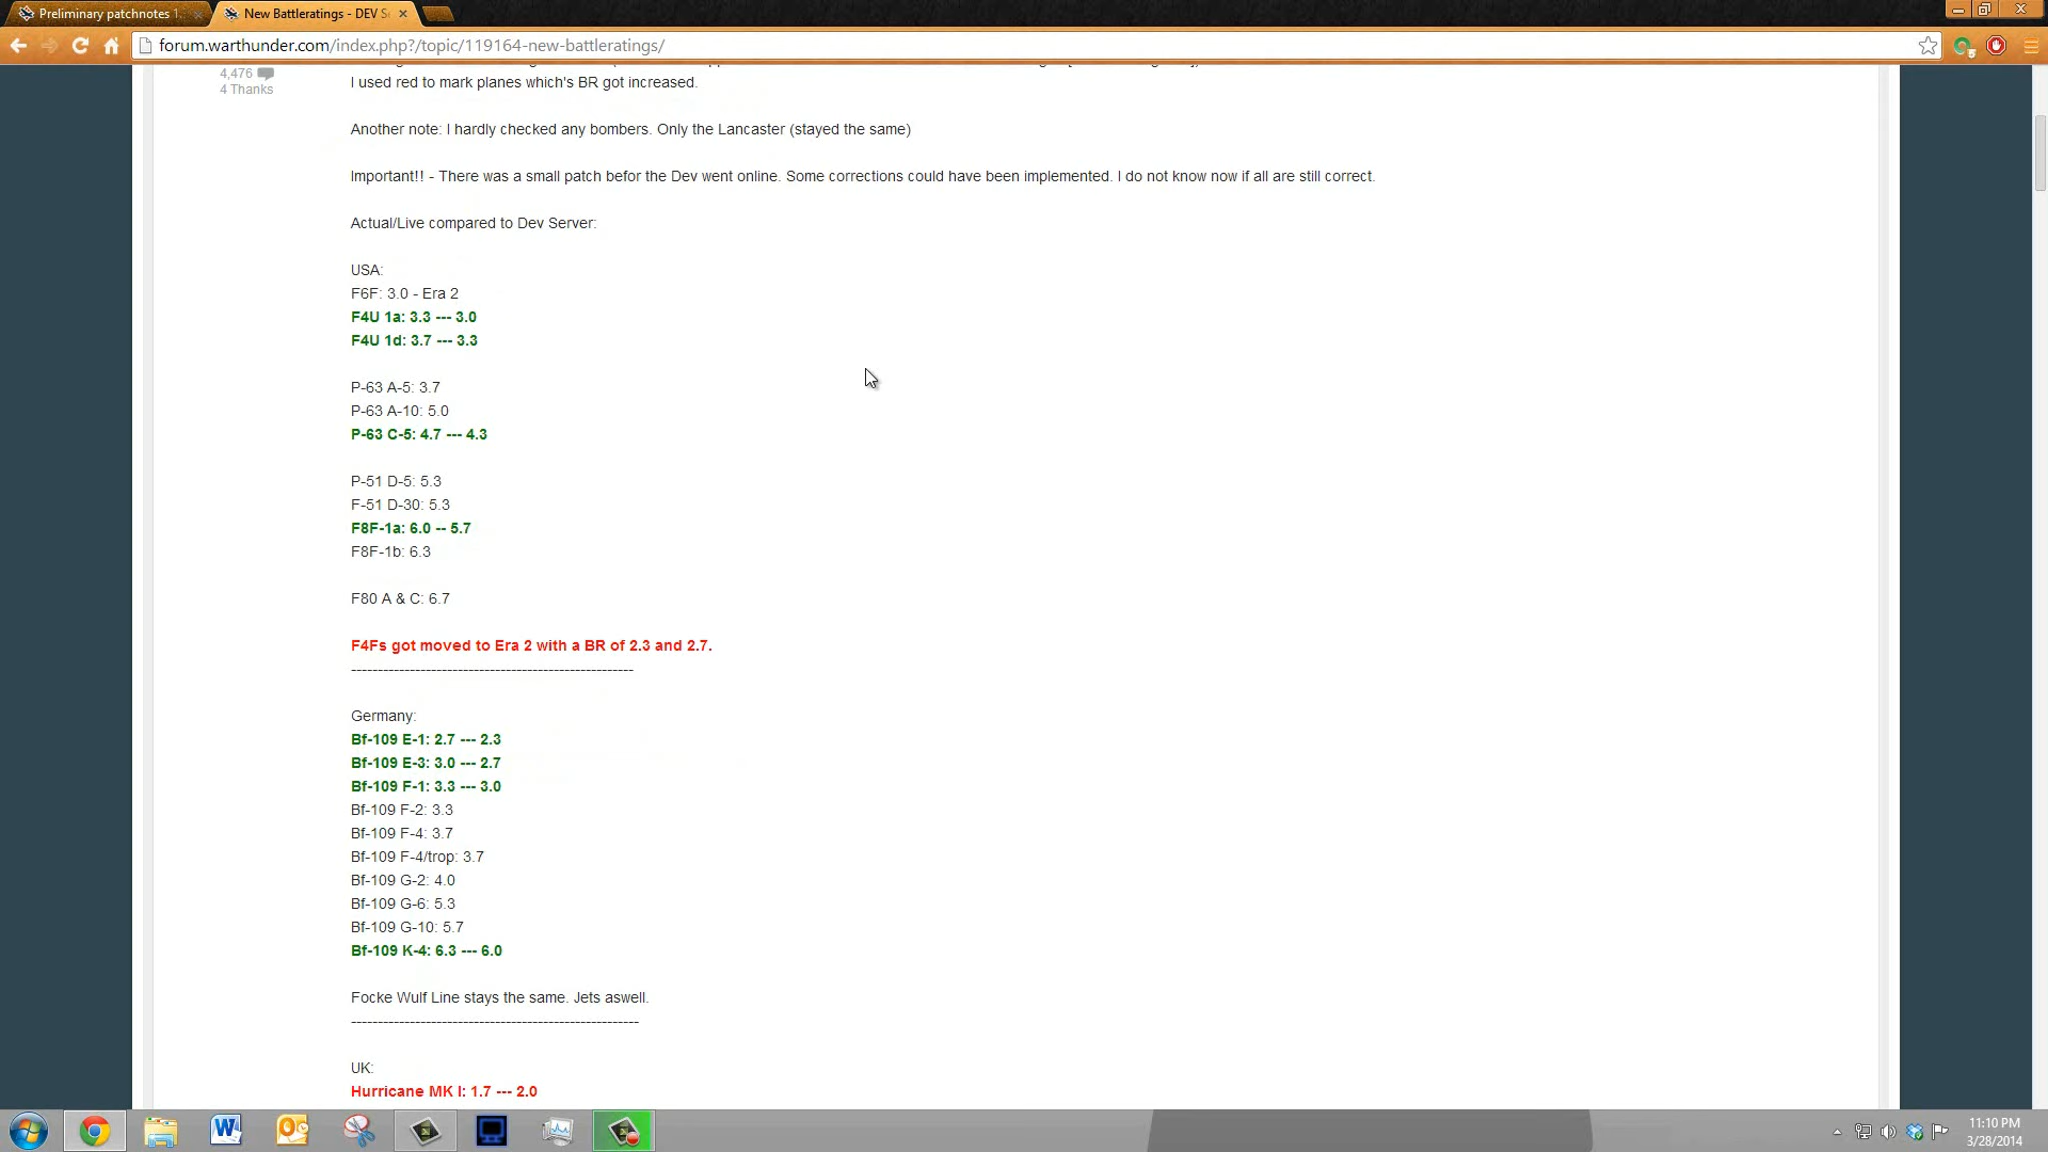 Preliminary patchnotes 1
New Battleratings - DEV S
forum.warthunder.com/index.php?/topic/119164-new-battleratings/
4,476
4 Thanks
I used red to mark planes which's BR got increased.
Another note: I hardly checked any bombers. Only the Lancaster (stayed the same)
Important!! - There was a small patch befor the Dev went online. Some corrections could have been implemented. I do not know now if all are still correct.
Actual/Live compared to Dev Server:
USA:
F6F: 3.0 - Era 2
F4U 1a: 3.3 --- 3.0
F4U 1d: 3.7 --- 3.3
P-63 A-5: 3.7
P-63 A-10: 5.0
P-63 C-5: 4.7 --- 4.3
P-51 D-5: 5.3
F-51 D-30: 5.3
F8F-1a: 6.0 -- 5.7
F8F-1b: 6.3
F80 A & C: 6.7
F4Fs got moved to Era 2 with a BR of 2.3 and 2.7.
------------------------------------------------------
Germany:
Bf-109 E-1: 2.7 --- 2.3
Bf-109 E-3: 3.0 --- 2.7
Bf-109 F-1: 3.3 --- 3.0
Bf-109 F-2: 3.3
Bf-109 F-4: 3.7
Bf-109 F-4/trop: 3.7
Bf-109 G-2: 4.0
Bf-109 G-6: 5.3
Bf-109 G-10: 5.7
Bf-109 K-4: 6.3 --- 6.0
Focke Wulf Line stays the same. Jets aswell.
-------------------------------------------------------
UK:
Hurricane MK I: 1.7 --- 2.0
11:10 PM
3/28/2014